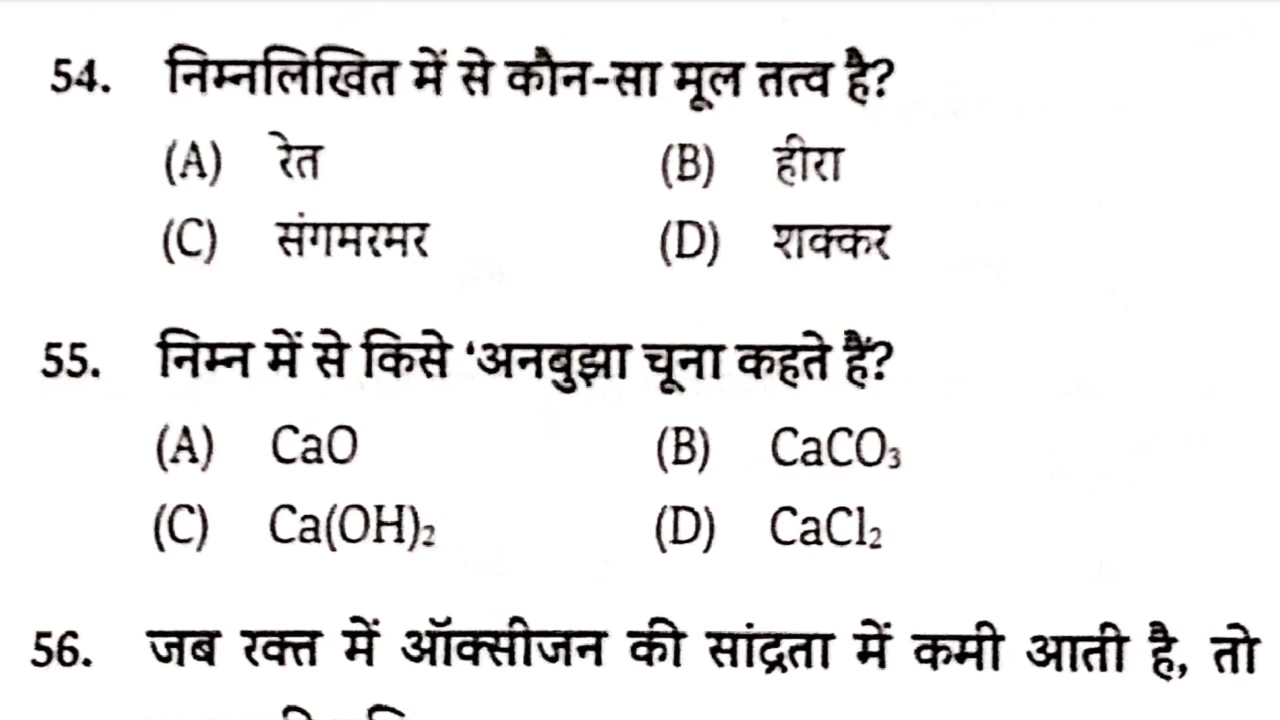 54. निम्नलिखित में से कौन-सा मूल तत्व है?
(A) रेत (B) हीरा
(C) संगमरमर (D) शक्कर
55. निम्न में से किसे ‘अनबुझा चूना कहते हैं?
(A) CaO (B) CaCO₃
(C) Ca(OH)₂ (D) CaCl₂
56. जब रक्त में ऑक्सीजन की सांद्रता में कमी आती है, तो